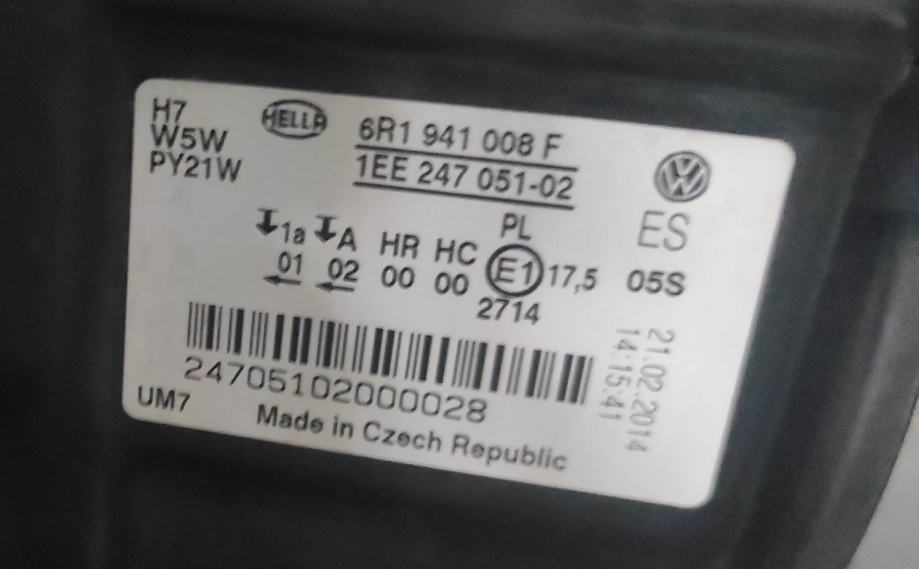 H7
W5W
PY21W
HELLA
6R1 941 008 F
1EE 247 051-02
PL
ES
1a A HR HC E1 17,5 05S
01 02 00 00
2714
21.02.2014
14:15:41
24705102000028
UM7
Made in Czech Republic